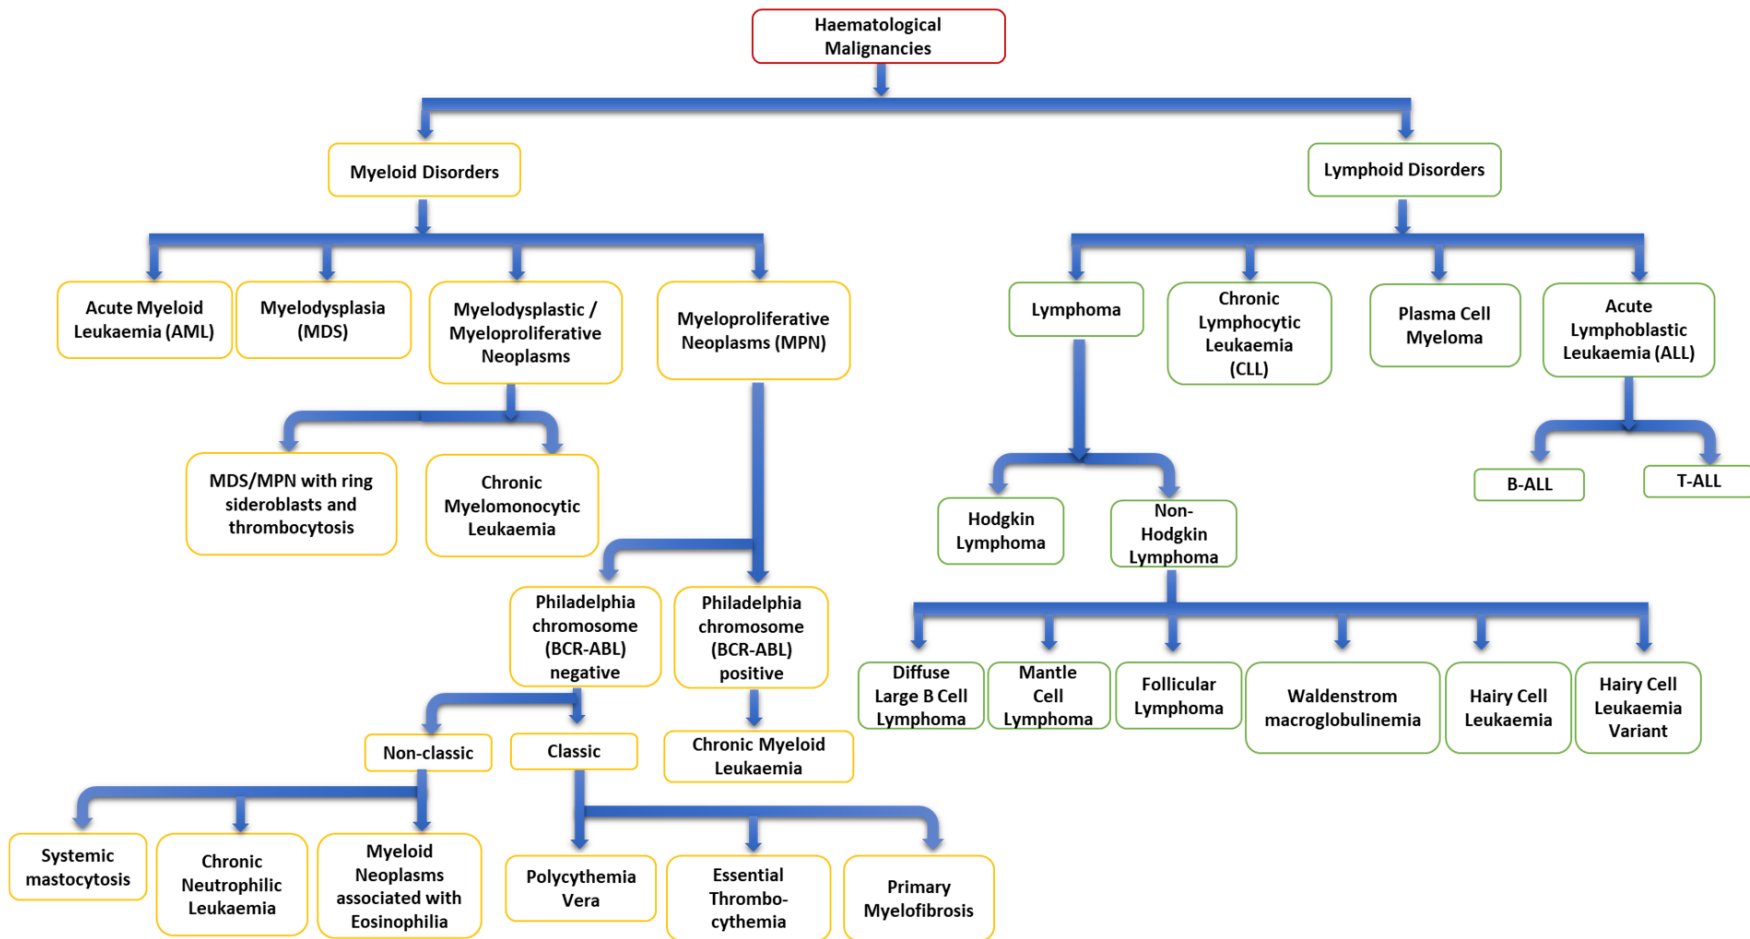 Haematological
Malignancies
Myeloid Disorders
Lymphoid Disorders
Acute Myeloid
Leukaemia (AML)
Myelodysplasia
(MDS)
Myelodysplastic /
Myeloproliferative
Neoplasms
Myeloproliferative
Neoplasms (MPN)
Lymphoma
Chronic
Lymphocytic
Leukaemia
(CLL)
Plasma Cell
Myeloma
Acute
Lymphoblastic
Leukaemia (ALL)
MDS/MPN with ring
sideroblasts and
thrombocytosis
Chronic
Myelomonocytic
Leukaemia
B-ALL
T-ALL
Hodgkin
Lymphoma
Non-
Hodgkin
Lymphoma
Philadelphia
chromosome
(BCR-ABL)
negative
Philadelphia
chromosome
(BCR-ABL)
positive
Diffuse
Large B Cell
Lymphoma
Mantle
Cell
Lymphoma
Follicular
Lymphoma
Waldenstrom
macroglobulinemia
Hairy Cell
Leukaemia
Hairy Cell
Leukaemia
Variant
Non-classic
Classic
Chronic Myeloid
Leukaemia
Systemic
mastocytosis
Chronic
Neutrophilic
Leukaemia
Myeloid
Neoplasms
associated with
Eosinophilia
Polycythemia
Vera
Essential
Thrombo-
cythemia
Primary
Myelofibrosis